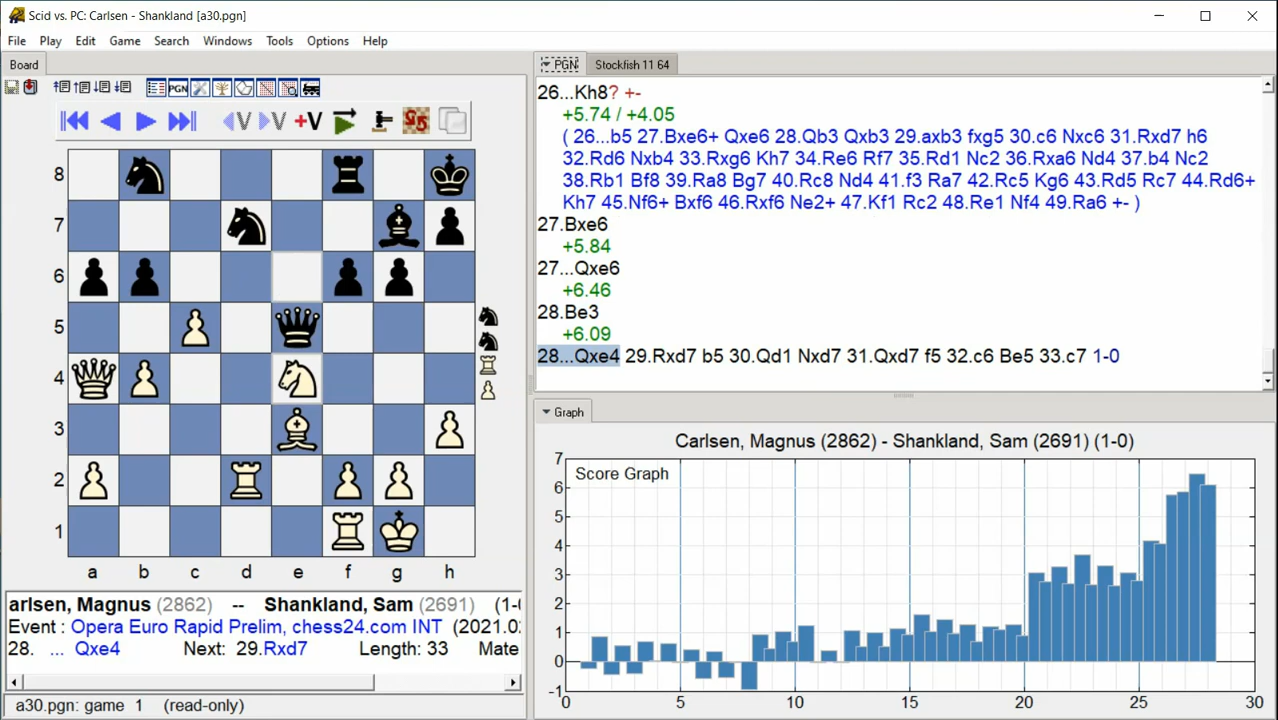 Scid vs. PC: Carlsen - Shankland [a30.pgn]
File Play Edit Game Search Windows Tools Options Help
Board
PGN Stockfish 11 64
PGN
V V +V
8
7
6
5
4
3
2
1
a b c d e f g h
arlsen, Magnus (2862) -- Shankland, Sam (2691) (1-0
Event : Opera Euro Rapid Prelim, chess24.com INT (2021.02
28. ... Qxe4 Next: 29.Rxd7 Length: 33 Mate
a30.pgn: game 1 (read-only)
26...Kh8? +-
+5.74 / +4.05
( 26...b5 27.Bxe6+ Qxe6 28.Qb3 Qxb3 29.axb3 fxg5 30.c6 Nxc6 31.Rxd7 h6
32.Rd6 Nxb4 33.Rxg6 Kh7 34.Re6 Rf7 35.Rd1 Nc2 36.Rxa6 Nd4 37.b4 Nc2
38.Rb1 Bf8 39.Ra8 Bg7 40.Rc8 Nd4 41.f3 Ra7 42.Rc5 Kg6 43.Rd5 Rc7 44.Rd6+
Kh7 45.Nf6+ Bxf6 46.Rxf6 Ne2+ 47.Kf1 Rc2 48.Re1 Nf4 49.Ra6 +- )
27.Bxe6
+5.84
27...Qxe6
+6.46
28.Be3
+6.09
28...Qxe4 29.Rxd7 b5 30.Qd1 Nxd7 31.Qxd7 f5 32.c6 Be5 33.c7 1-0
Graph
Carlsen, Magnus (2862) - Shankland, Sam (2691) (1-0)
Score Graph
7
6 6
5 5
4 4
3 3
2 2
1 1
0 0
-1 -1
0 5 10 15 20 25 30